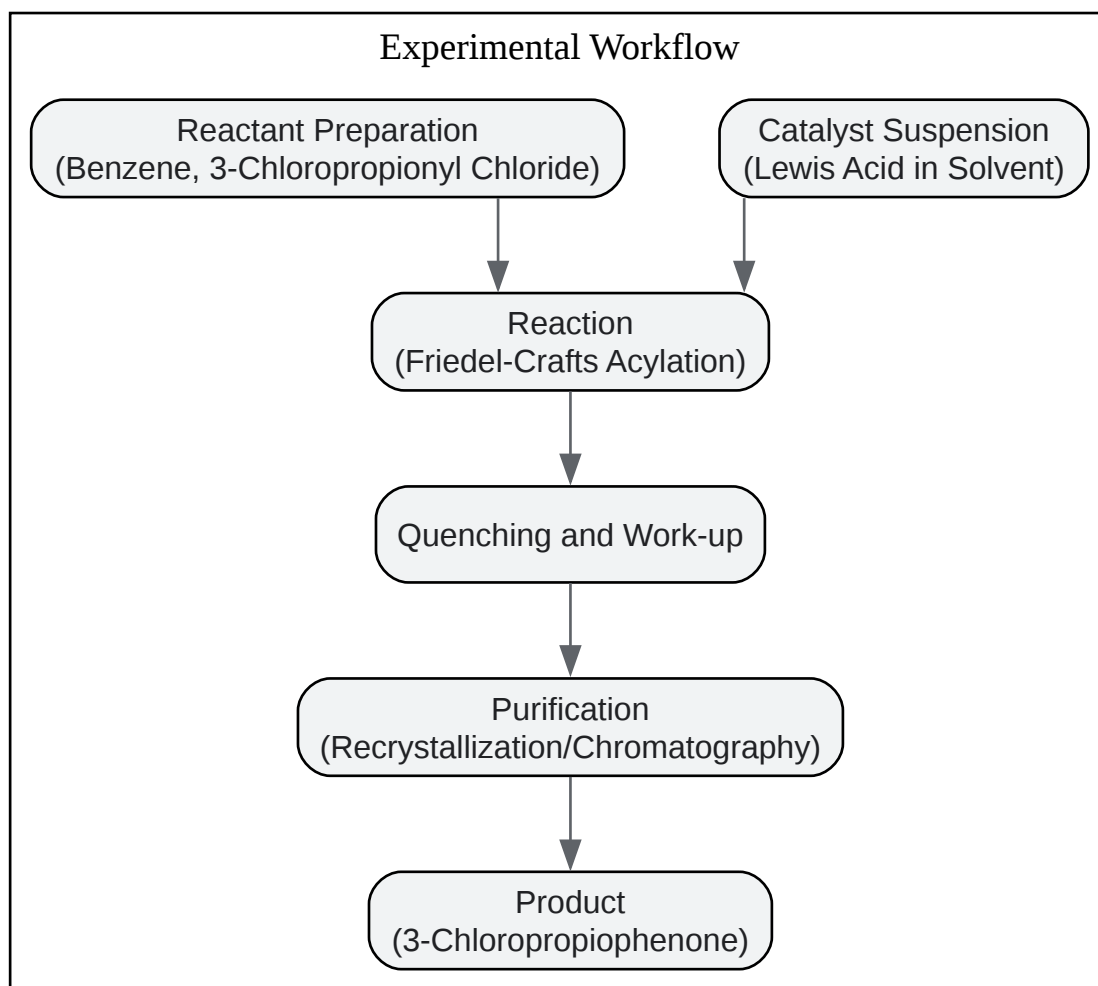 Experimental Workflow
Reactant Preparation
(Benzene, 3-Chloropropionyl Chloride)
Catalyst Suspension
(Lewis Acid in Solvent)
Reaction
(Friedel-Crafts Acylation)
Quenching and Work-up
Purification
(Recrystallization/Chromatography)
Product
(3-Chloropropiophenone)